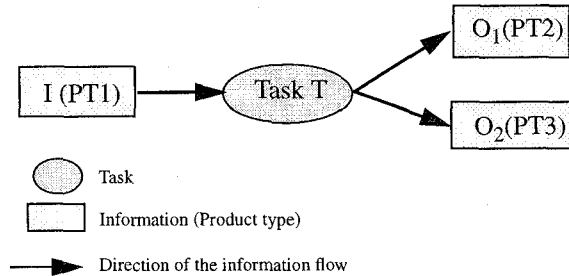 O₁(PT2)
I (PT1)
Task T
O₂(PT3)
Task
Information (Product type)
Direction of the information flow